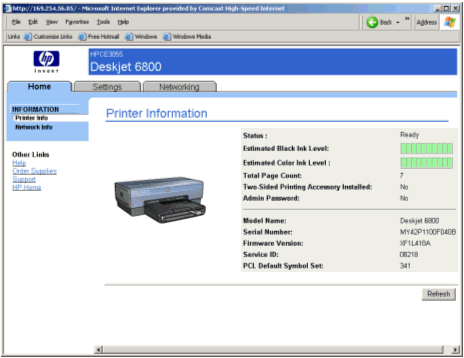 http://169.254.56.85/ - Microsoft Internet Explorer provided by Comcast High-Speed Internet
File Edit View Favorites Tools Help
Back
Address
Links Customize Links Free Hotmail Windows Windows Media
hp
invent
HPCE3855
Deskjet 6800
Home
Settings
Networking
INFORMATION
Printer Info
Network Info
Other Links
Help
Order Supplies
Support
HP Home
Printer Information
Status : Ready
Estimated Black Ink Level:
Estimated Color Ink Level :
Total Page Count: 7
Two-Sided Printing Accessory Installed: No
Admin Password: No
Model Name: Deskjet 6800
Serial Number: MY42P1100F040B
Firmware Version: XF1L418A
Service ID: 08218
PCL Default Symbol Set: 341
Refresh